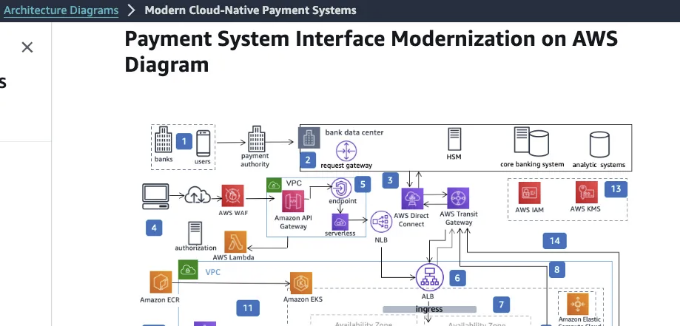 Architecture Diagrams > Modern Cloud-Native Payment Systems
Payment System Interface Modernization on AWS
Diagram
S
banks
1
users
payment
authority
bank data center
2
request gateway
HSM
core banking system
analytic systems
3
4
AWS WAF
VPC
5
endpoint
Amazon API
Gateway
serverless
NLB
AWS Direct
Connect
AWS Transit
Gateway
AWS IAM
AWS KMS
13
authorization
AWS Lambda
14
VPC
8
6
ALB
Amazon ECR
Amazon EKS
11
ingress
7
Availability Zone
Availability Zone
Amazon Elastic